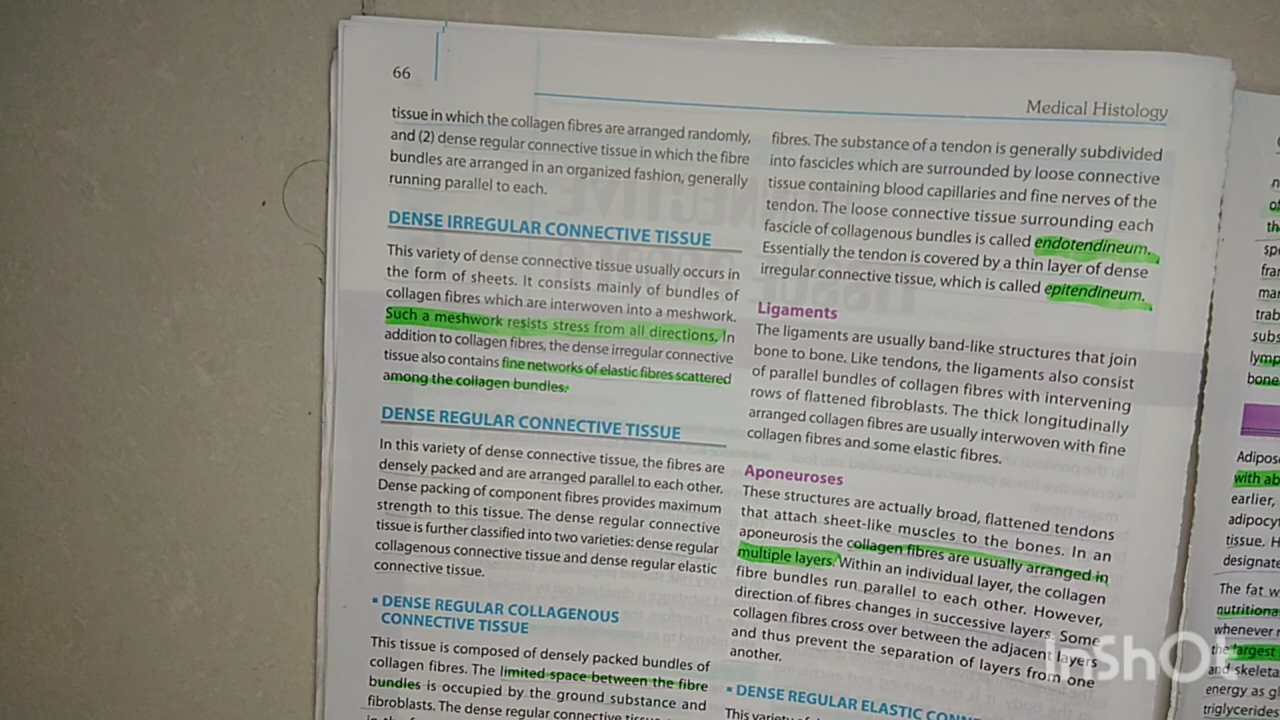 66
Medical Histology
tissue in which the collagen fibres are arranged randomly,
and (2) dense regular connective tissue in which the fibre
bundles are arranged in an organized fashion, generally
running parallel to each.
DENSE IRREGULAR CONNECTIVE TISSUE
This variety of dense connective tissue usually occurs in
the form of sheets. It consists mainly of bundles of
collagen fibres which are interwoven into a meshwork.
Such a meshwork resists stress from all directions. In
addition to collagen fibres, the dense irregular connective
tissue also contains fine networks of elastic fibres scattered
among the collagen bundles.
DENSE REGULAR CONNECTIVE TISSUE
In this variety of dense connective tissue, the fibres are
densely packed and are arranged parallel to each other.
Dense packing of component fibres provides maximum
strength to this tissue. The dense regular connective
tissue is further classified into two varieties: dense regular
collagenous connective tissue and dense regular elastic
connective tissue.
▪ DENSE REGULAR COLLAGENOUS
CONNECTIVE TISSUE
This tissue is composed of densely packed bundles of
collagen fibres. The limited space between the fibre
bundles is occupied by the ground substance and
fibroblasts. The dense regular connective
fibres. The substance of a tendon is generally subdivided
into fascicles which are surrounded by loose connective
tissue containing blood capillaries and fine nerves of the
tendon. The loose connective tissue surrounding each
fascicle of collagenous bundles is called endotendineum.
Essentially the tendon is covered by a thin layer of dense
irregular connective tissue, which is called epitendineum.
Ligaments
The ligaments are usually band-like structures that join
bone to bone. Like tendons, the ligaments also consist
of parallel bundles of collagen fibres with intervening
rows of flattened fibroblasts. The thick longitudinally
arranged collagen fibres are usually interwoven with fine
collagen fibres and some elastic fibres.
Aponeuroses
These structures are actually broad, flattened tendons
that attach sheet-like muscles to the bones. In an
aponeurosis the collagen fibres are usually arranged in
multiple layers. Within an individual layer, the collagen
fibre bundles run parallel to each other. However,
direction of fibres changes in successive layers. Some
collagen fibres cross over between the adjacent layers
and thus prevent the separation of layers from one
another.
▪ DENSE REGULAR ELASTIC
This
Adipos
with ab
earlier,
adipocy
tissue. H
designate
The fat w
nutritiona
whenever
the largest
and skeleta
energy as g
triglycerides
InShOt